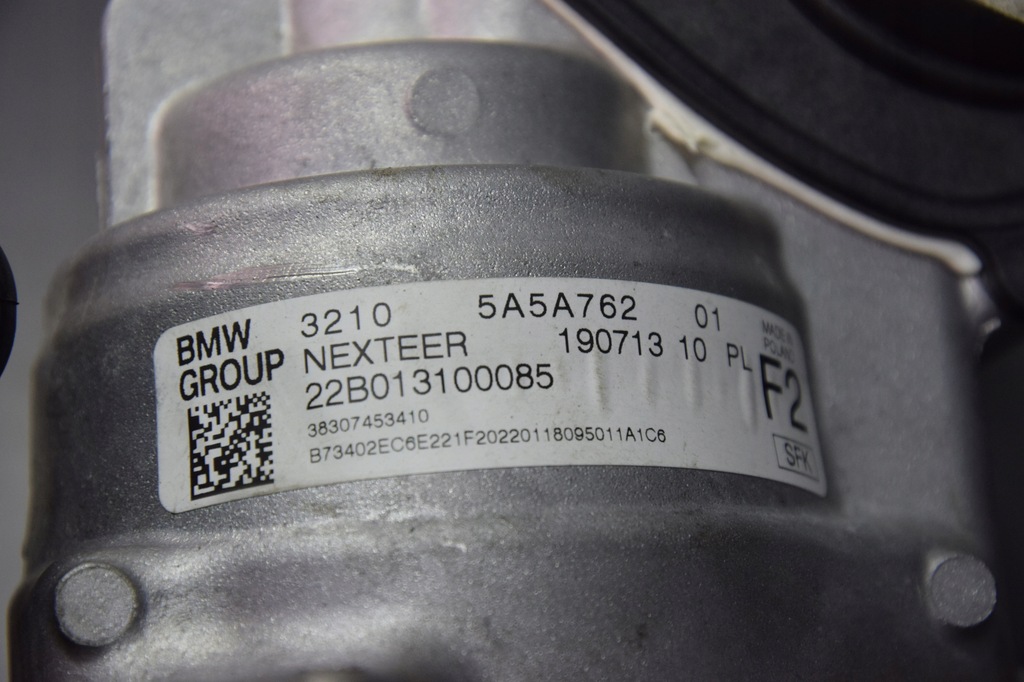 BMW GROUP
3210 5A5A762 01
NEXTEER 190713 10 PL
22B013100085
38307453410
B73402EC6E221F20220118095011A1C6
MADE IN
POLAND
F2
SFK